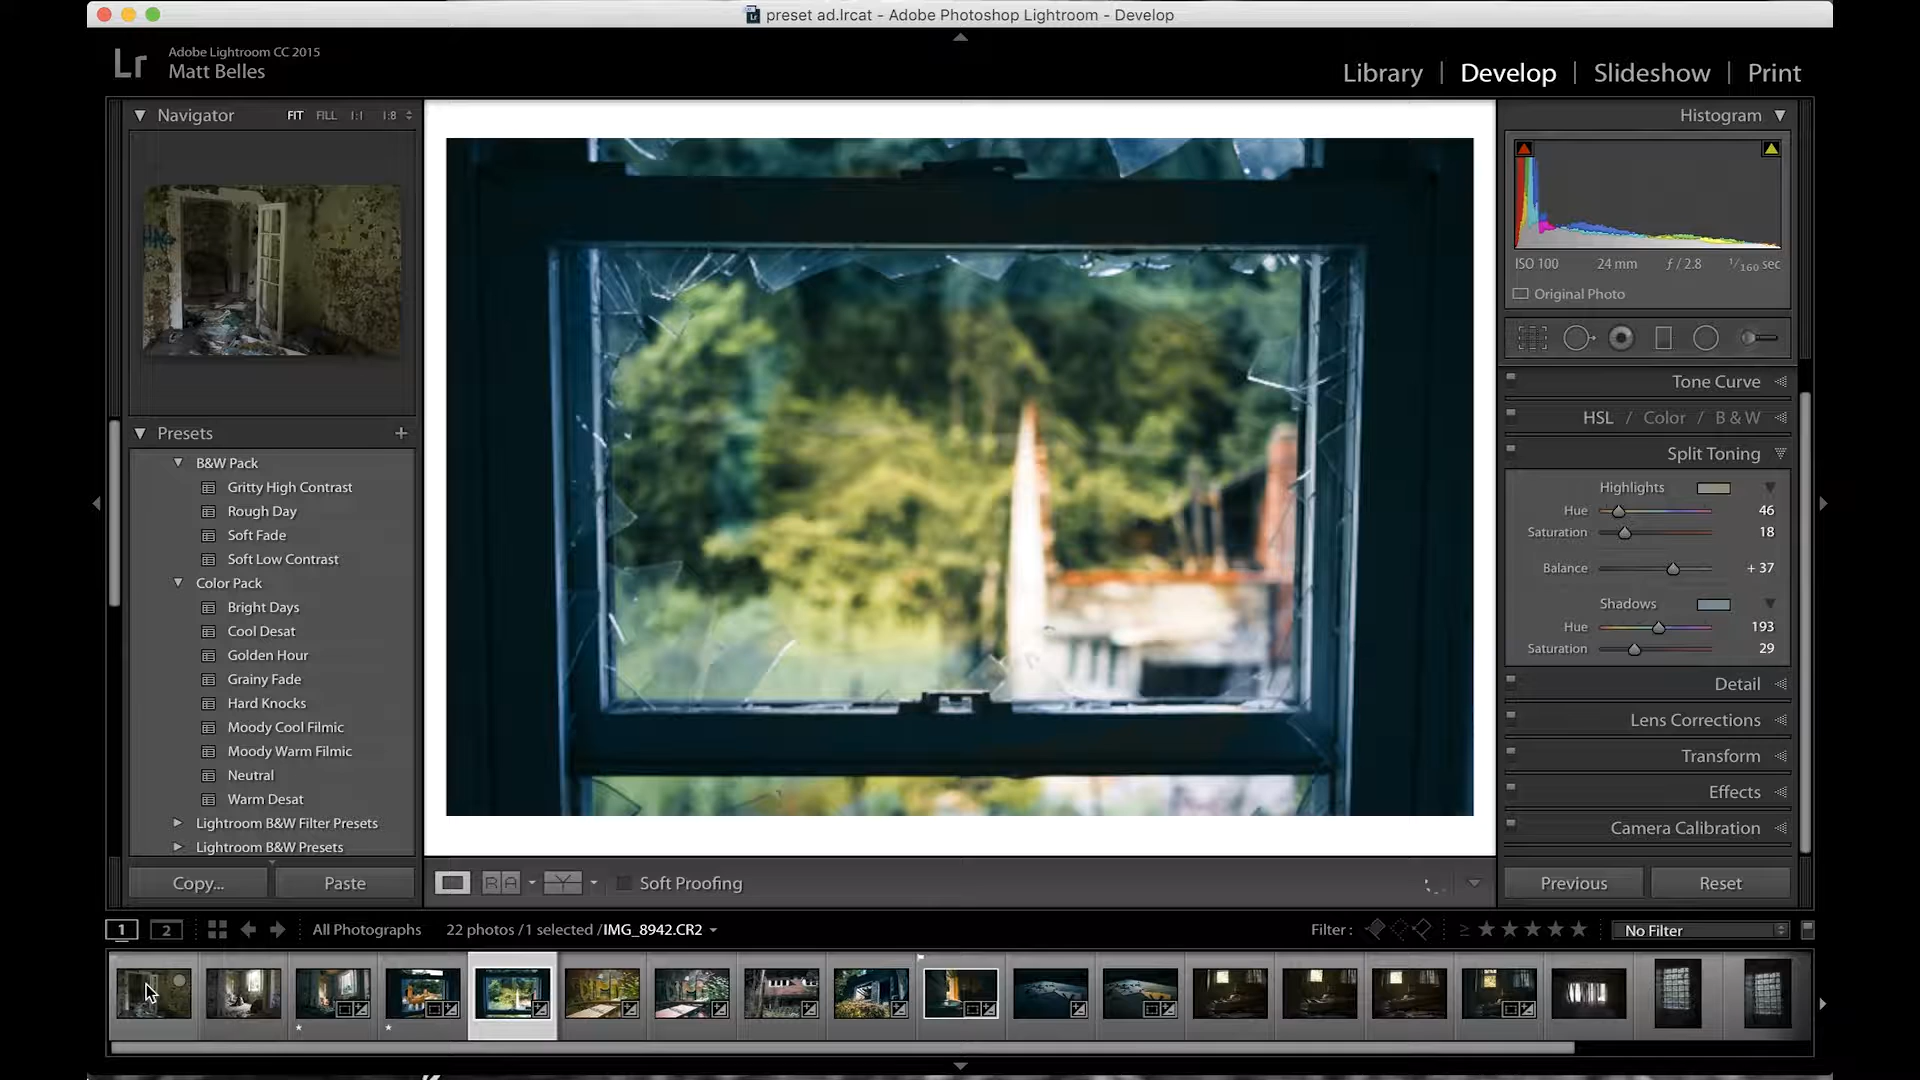 preset ad.lrcat - Adobe Photoshop Lightroom - Develop
Lr
Adobe Lightroom CC 2015
Matt Belles
Library | Develop | Slideshow | Print
Navigator FIT FILL 1:1 1:8
Histogram
ISO 100 24 mm ƒ / 2.8 1/160 sec
Original Photo
Presets +
B&W Pack
Gritty High Contrast
Rough Day
Soft Fade
Soft Low Contrast
Color Pack
Bright Days
Cool Desat
Golden Hour
Grainy Fade
Hard Knocks
Moody Cool Filmic
Moody Warm Filmic
Neutral
Warm Desat
Lightroom B&W Filter Presets
Lightroom B&W Presets
Copy...
Paste
Tone Curve
HSL / Color / B & W
Split Toning
Highlights
Hue 46
Saturation 18
Balance + 37
Shadows
Hue 193
Saturation 29
Detail
Lens Corrections
Transform
Effects
Camera Calibration
R A Y Soft Proofing
Previous
Reset
1 2 All Photographs 22 photos / 1 selected / IMG_8942.CR2
Filter : ≥ ★★★★★ No Filter